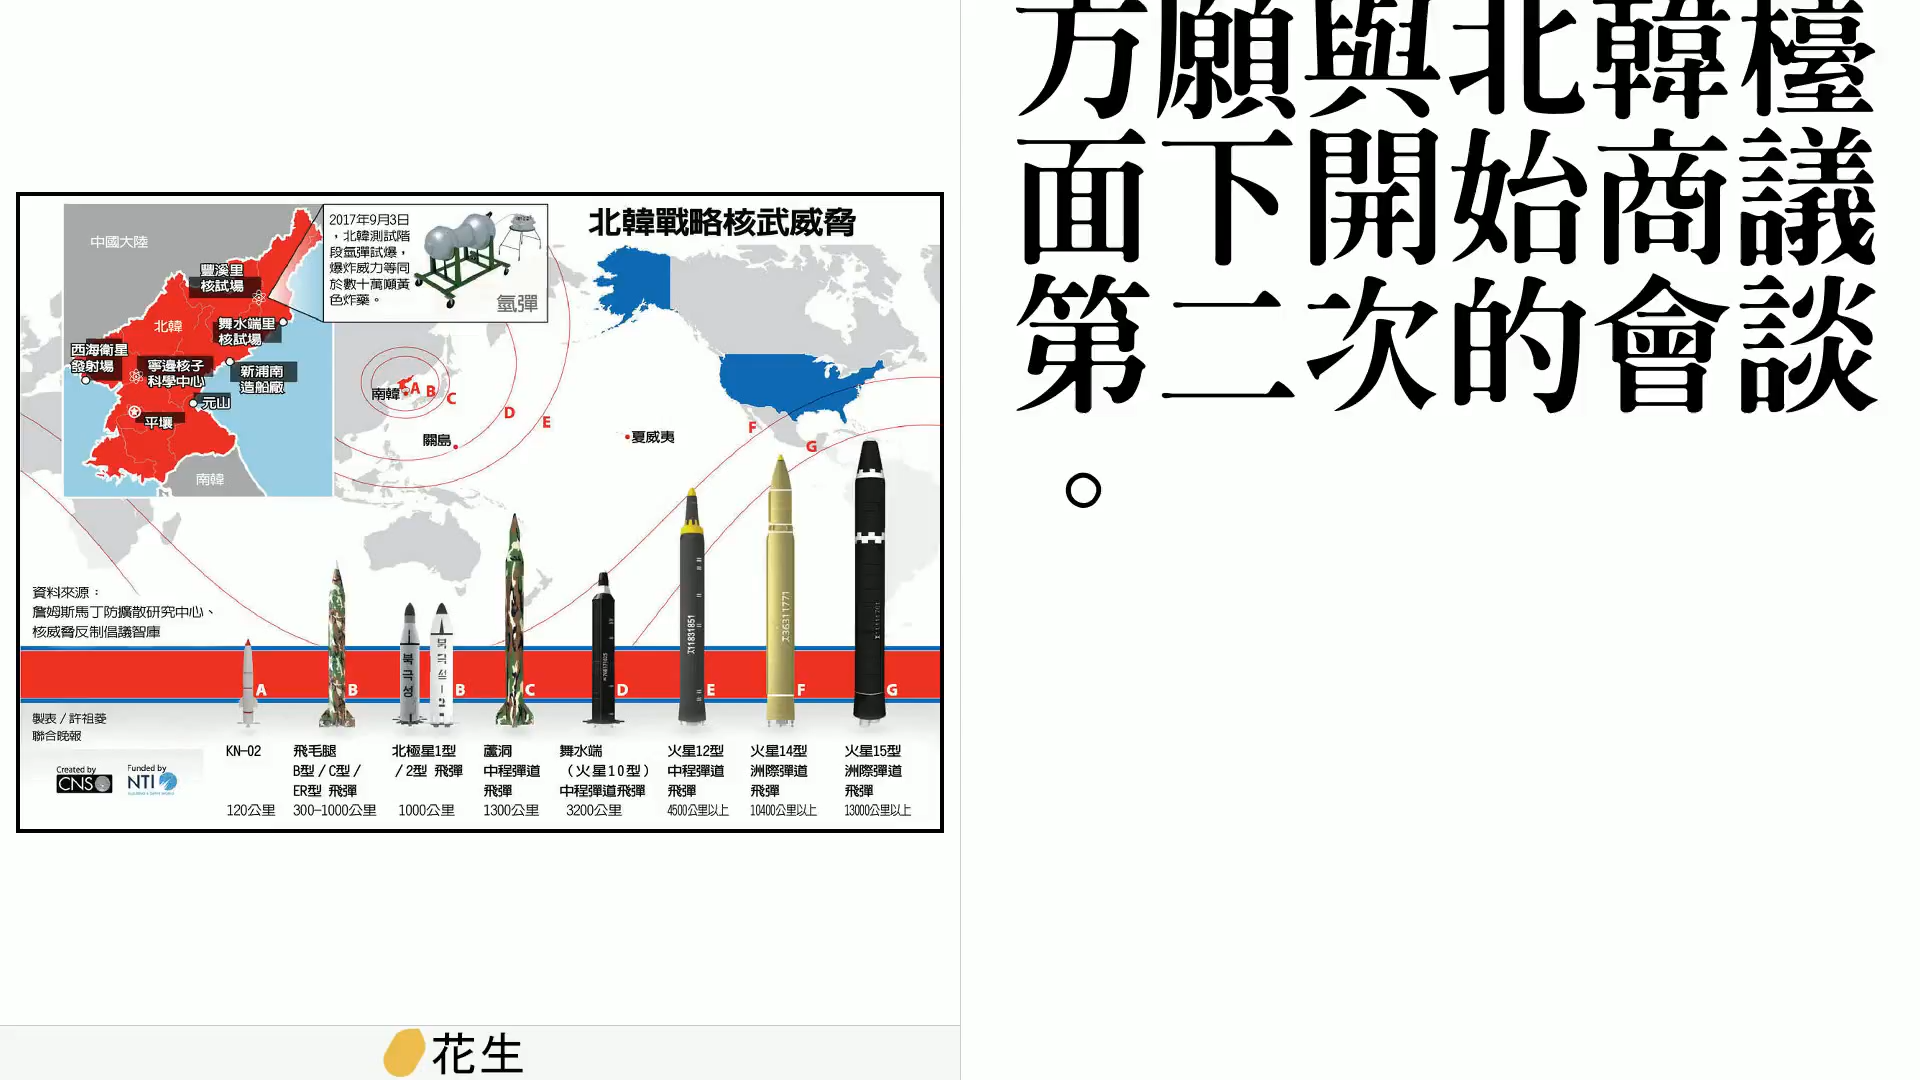 北韓戰略核武威脅
中國大陸
2017年9月3日
，北韓測試階
段氫彈試爆，
爆炸威力等同
於數十萬噸黃
色炸藥。
氫彈
豐溪里
核試場
北韓
舞水端里
核試場
西海衛星
發射場
寧邊核子
科學中心
新浦南
造船廠
元山
平壤
南韓
南韓
A
B
C
D
E
F
G
關島
夏威夷
資料來源：
詹姆斯馬丁防擴散研究中心、
核威脅反制倡議智庫
북극성
북극성-2
A
B
B
C
D
E
F
G
製表／許祖菱
聯合晚報
Created by
CNS
Funded by
NTI
KN-02
120公里
飛毛腿
B型／C型／
ER型 飛彈
300-1000公里
北極星1型
／2型 飛彈
1000公里
蘆洞
中程彈道
飛彈
1300公里
舞水端
（火星10型）
中程彈道飛彈
3200公里
火星12型
中程彈道
飛彈
4500公里以上
火星14型
洲際彈道
飛彈
10400公里以上
火星15型
洲際彈道
飛彈
13000公里以上
花生
方願與北韓檯
面下開始商議
第二次的會談
。